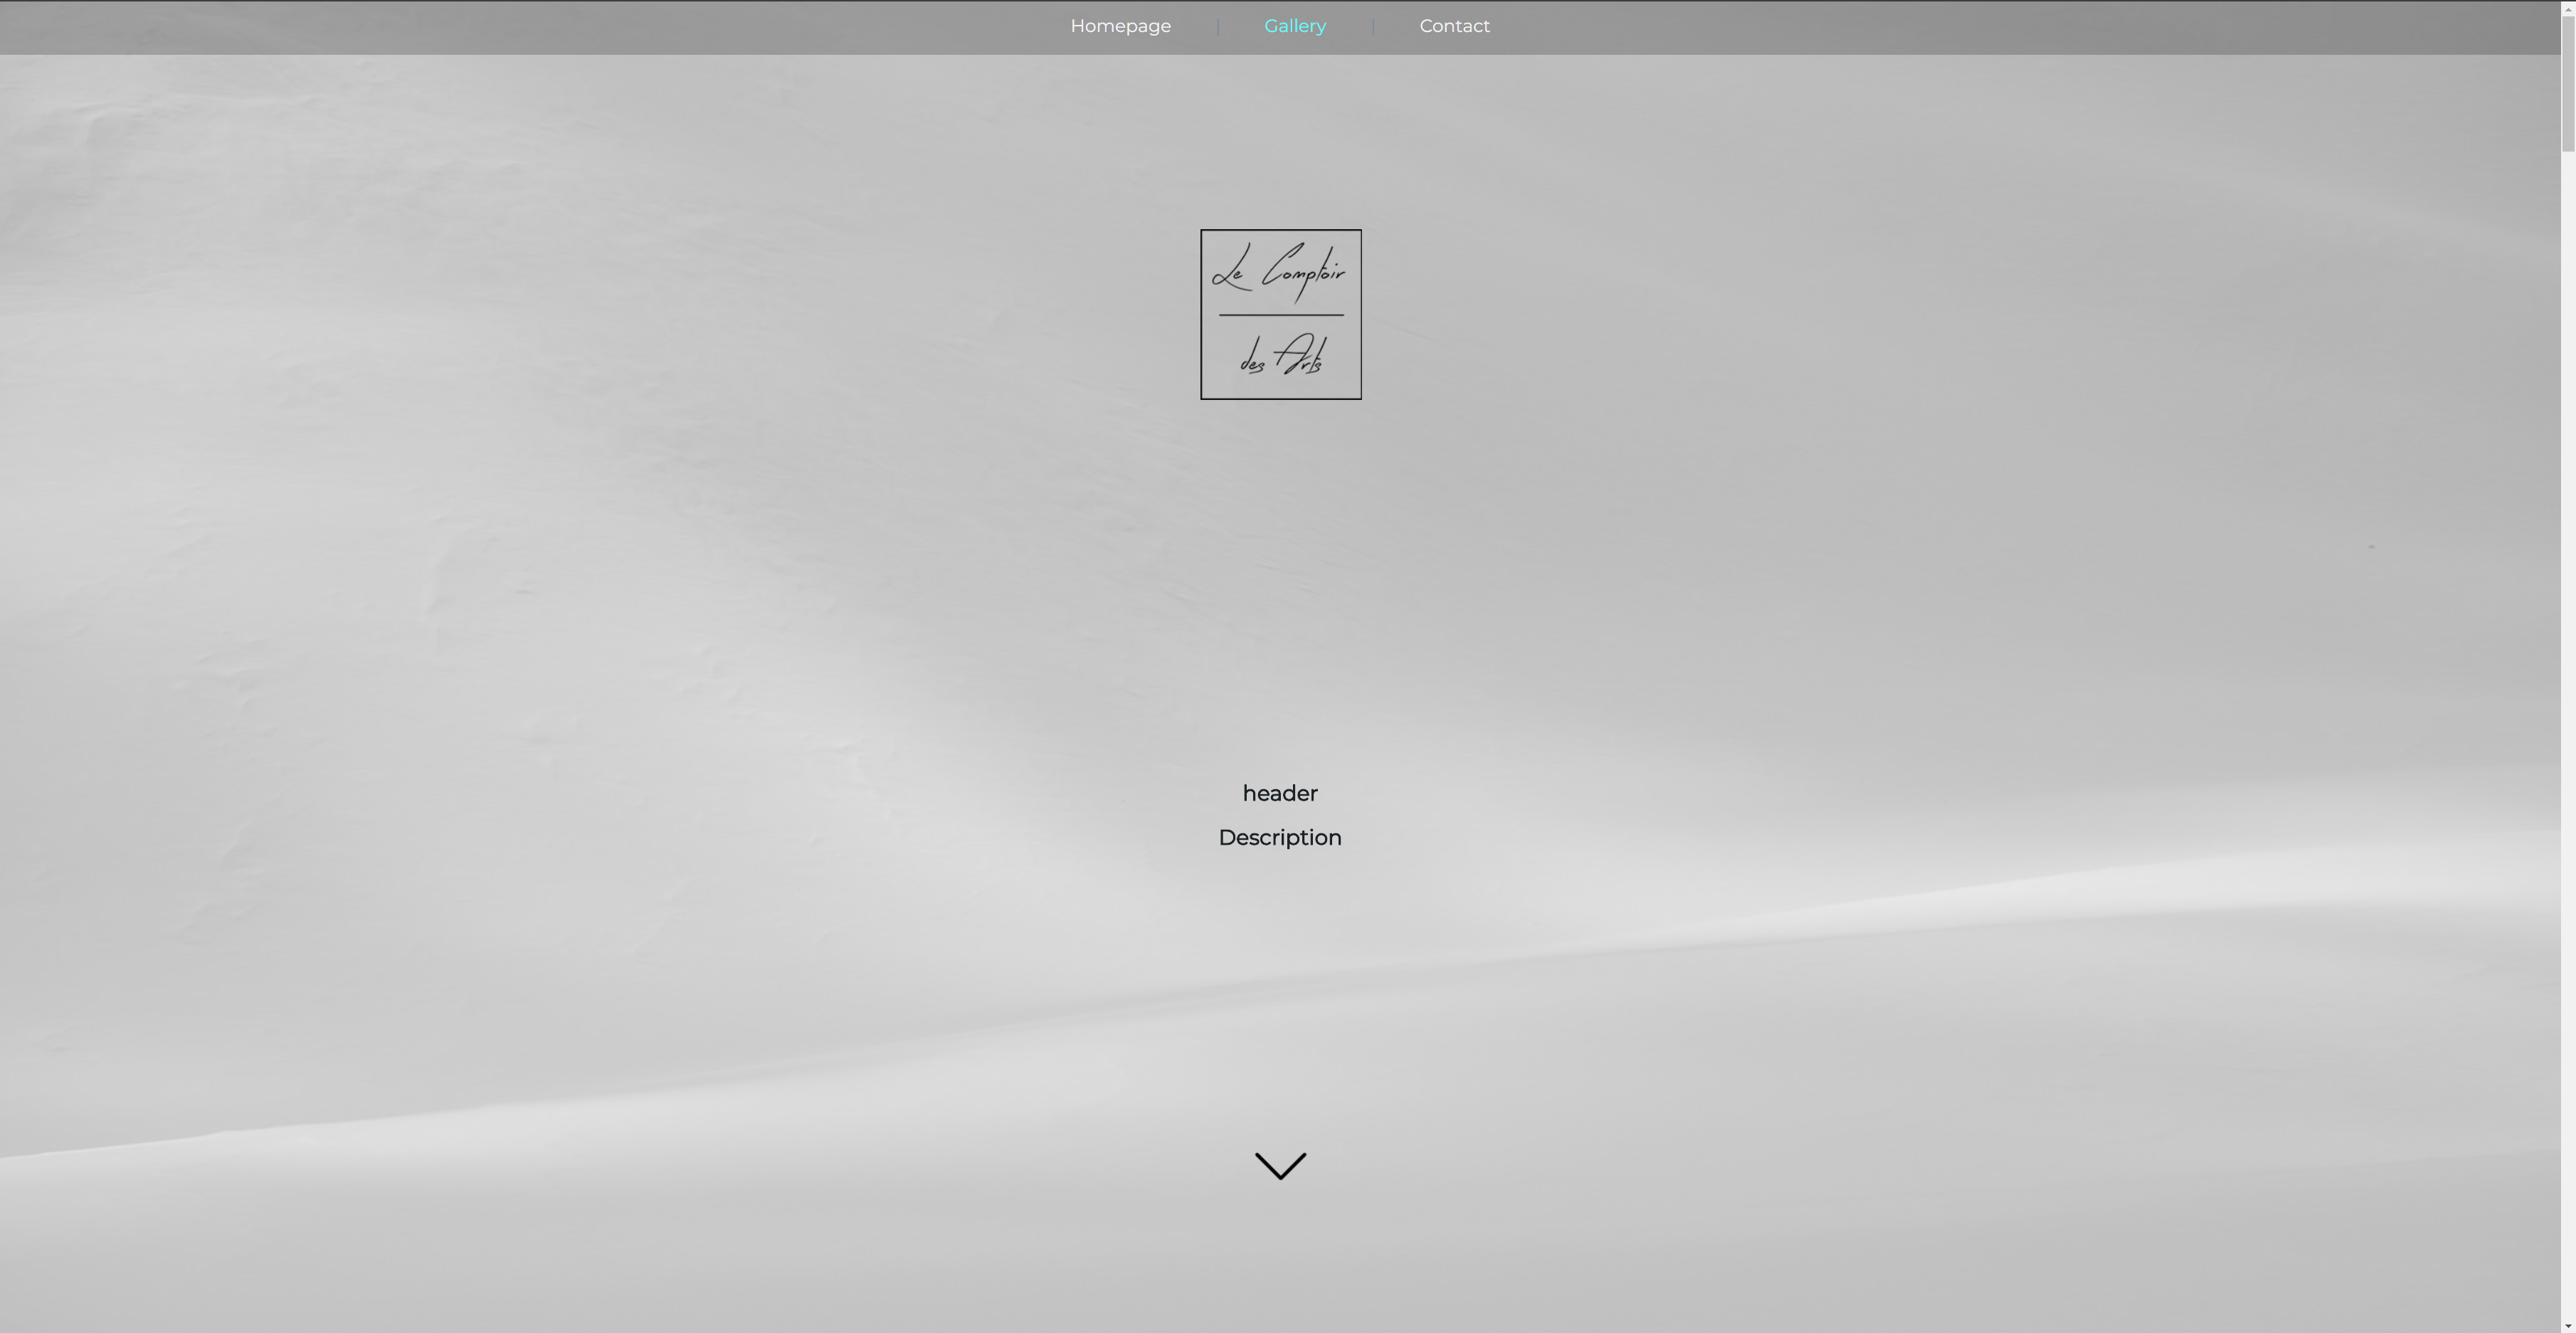 Homepage | Gallery | Contact
Le Comptoir
des Arts
header
Description